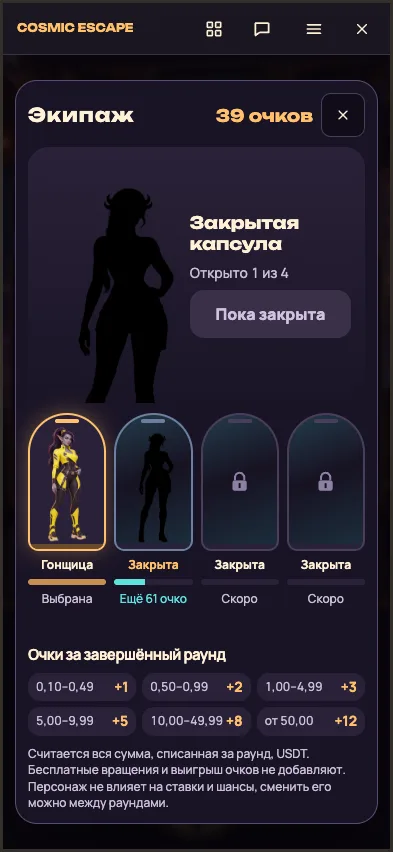 COSMIC ESCAPE
Экипаж
39 очков
Закрытая
капсула
Открыто 1 из 4
Пока закрыта
Гонщица
Закрыта
Закрыта
Закрыта
Выбрана
Ещё 61 очко
Скоро
Скоро
Очки за завершённый раунд
0,10–0,49 +1
0,50–0,99 +2
1,00–4,99 +3
5,00–9,99 +5
10,00–49,99 +8
от 50,00 +12
Считается вся сумма, списанная за раунд, USDT.
Бесплатные вращения и выигрыш очков не добавляют.
Персонаж не влияет на ставки и шансы, сменить его
можно между раундами.